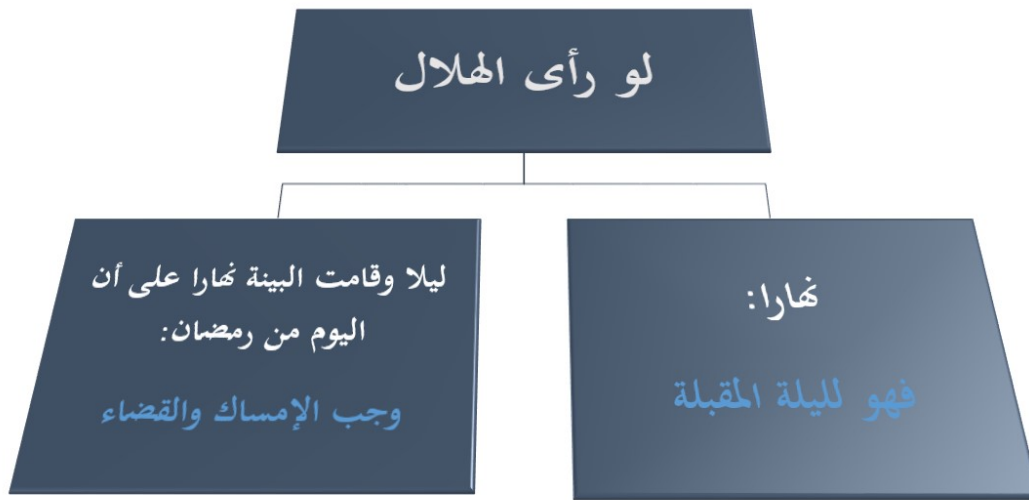 لو رأى الهلال
نهارا:
فهو لليلة المقبلة
ليلا وقامت البينة نهارا على أن
اليوم من رمضان:
وجب الإمساك والقضاء